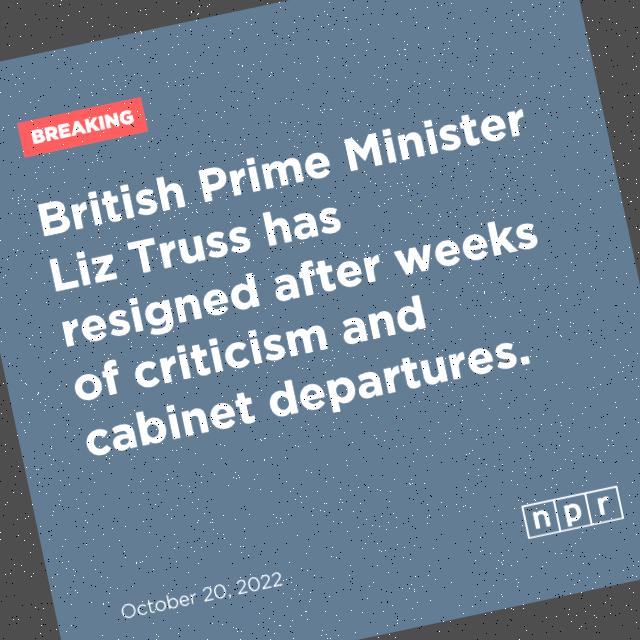 BREAKING
British Prime Minister
Liz Truss has
resigned after weeks
of criticism and
cabinet departures.
npr
October 20, 2022